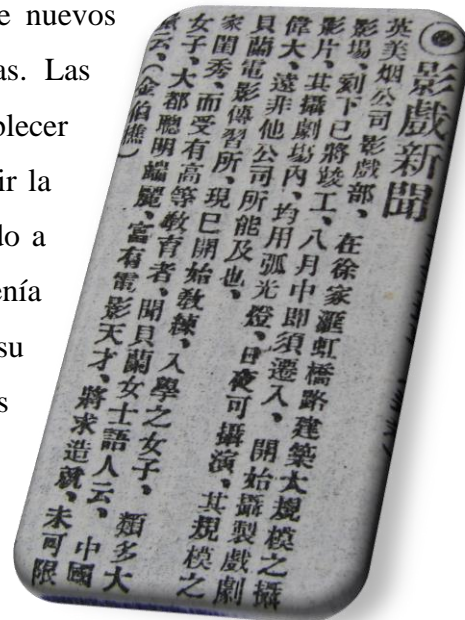 e nuevos
as. Las
blecer
ir la
do a
enía
su
s
◉影戲新聞
英美烟公司影戲部、在徐家滙虹橋路建築大規模之攝
影場、刻下已將竣工、八月中即須遷入、開始攝製戲劇
影片、其攝劇場內、均用弧光燈、日夜可攝演、其規模之
偉大、遠非他公司所能及也、
貝蘭電影傳習所、現已開始敎練、入學之女子、類多大
家閨秀、而受有高等敎育者、聞貝蘭女士語人云、中國
女子、大都聰明端麗、富有電影天才、將求造就、未可限
量云、(金伯樵)